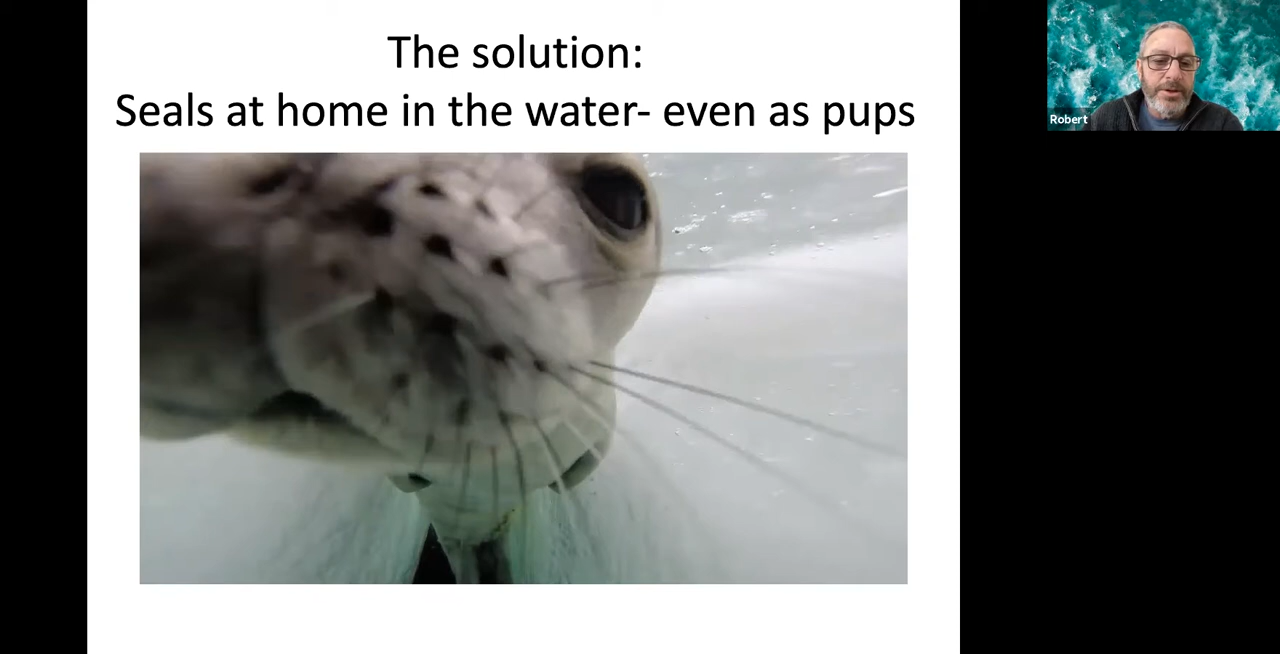 The solution:
Seals at home in the water- even as pups
Robert